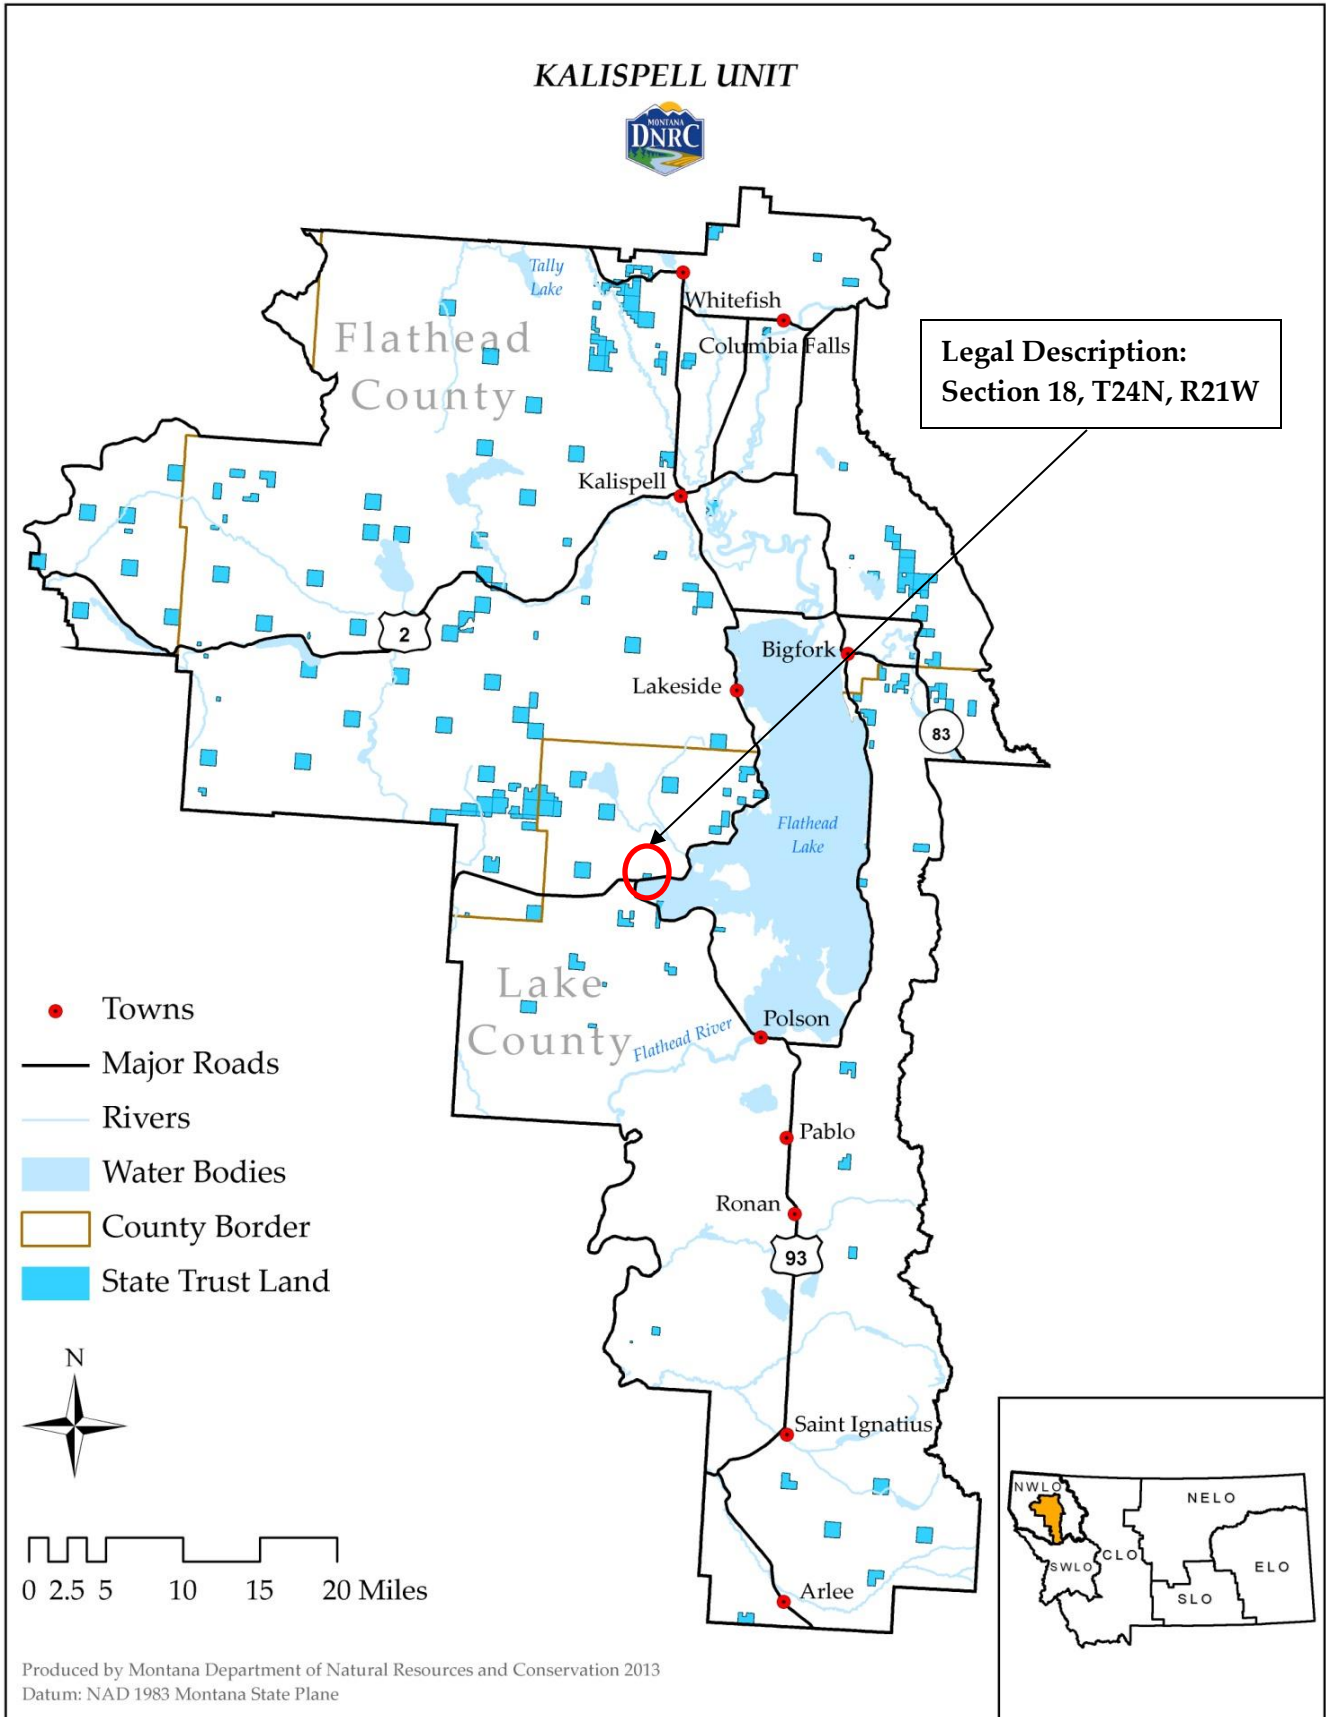 KALISPELL UNIT
MONTANA
DNRC
Tally
Lake
Whitefish
Flathead
County
Columbia Falls
Legal Description:
Section 18, T24N, R21W
Kalispell
2
Bigfork
Lakeside
83
Flathead
Lake
Lake
County
Flathead River
Polson
Pablo
Ronan
93
Saint Ignatius
Arlee
Towns
Major Roads
Rivers
Water Bodies
County Border
State Trust Land
N
0 2.5 5 10 15 20 Miles
NWLO
NELO
CLO
SWLO
ELO
SLO
Produced by Montana Department of Natural Resources and Conservation 2013
Datum: NAD 1983 Montana State Plane